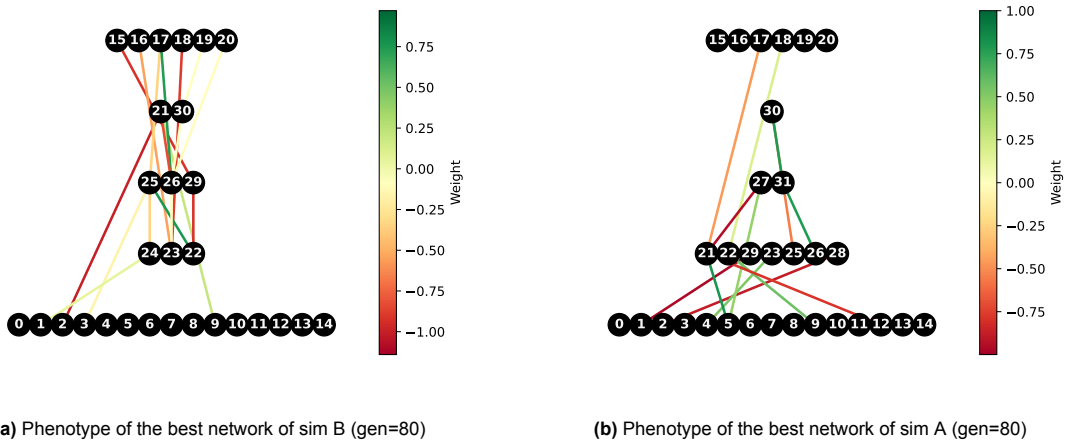 15 16 17 18 19 20
21 30
25 26 29
24 23 22
0 1 2 3 4 5 6 7 8 9 10 11 12 13 14
0.75
0.50
0.25
0.00
−0.25
−0.50
−0.75
−1.00
Weight
15 16 17 18 19 20
30
27 31
21 22 29 23 25 26 28
0 1 2 3 4 5 6 7 8 9 10 11 12 13 14
1.00
0.75
0.50
0.25
0.00
−0.25
−0.50
−0.75
Weight
a) Phenotype of the best network of sim B (gen=80)
(b) Phenotype of the best network of sim A (gen=80)